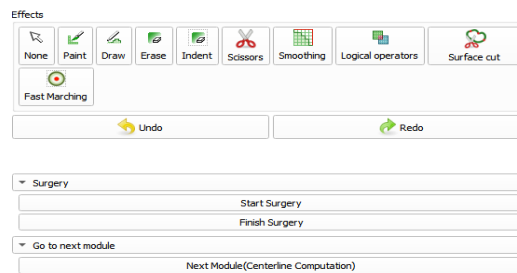 Effects
None Paint Draw Erase Indent Scissors Smoothing Logical operators Surface cut
Fast Marching
Undo Redo
Surgery
Start Surgery
Finish Surgery
Go to next module
Next Module(Centerline Computation)